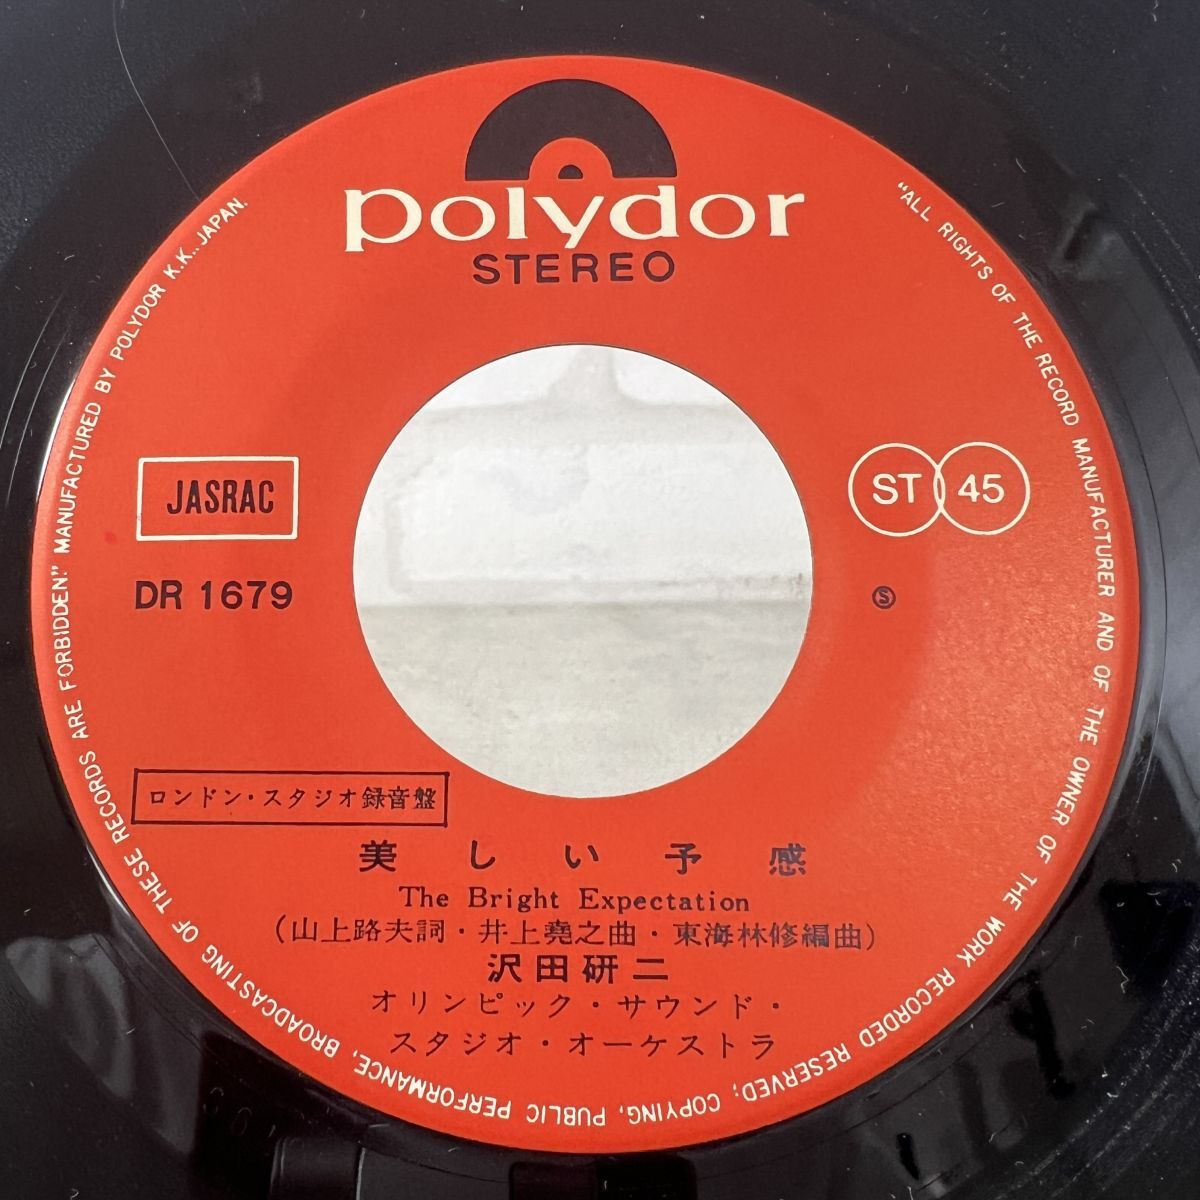 polydor
STEREO
"ALL RIGHTS OF THE RECORD MANUFACTURER AND OF THE OWNER OF THE WORK RECORDED RESERVED; COPYING, PUBLIC PERFORMANCE, BROADCASTING OF THESE RECORDS ARE FORBIDDEN." MANUFACTURED BY POLYDOR K.K., JAPAN.
JASRAC
ST 45
DR 1679
Ⓢ
ロンドン・スタジオ録音盤
美しい予感
The Bright Expectation
(山上路夫詞・井上堯之曲・東海林修編曲)
沢田研二
オリンピック・サウンド・
スタジオ・オーケストラ